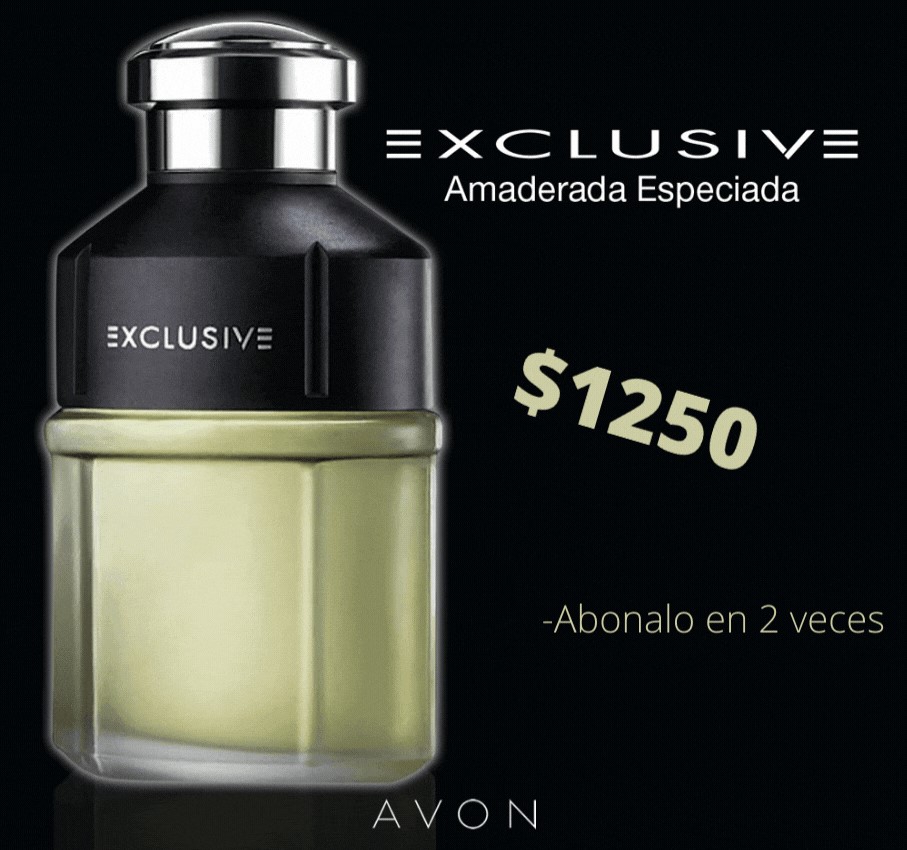 EXCLUSIVE
Amaderada Especiada
EXCLUSIVE
$1250
-Abonalo en 2 veces
AVON